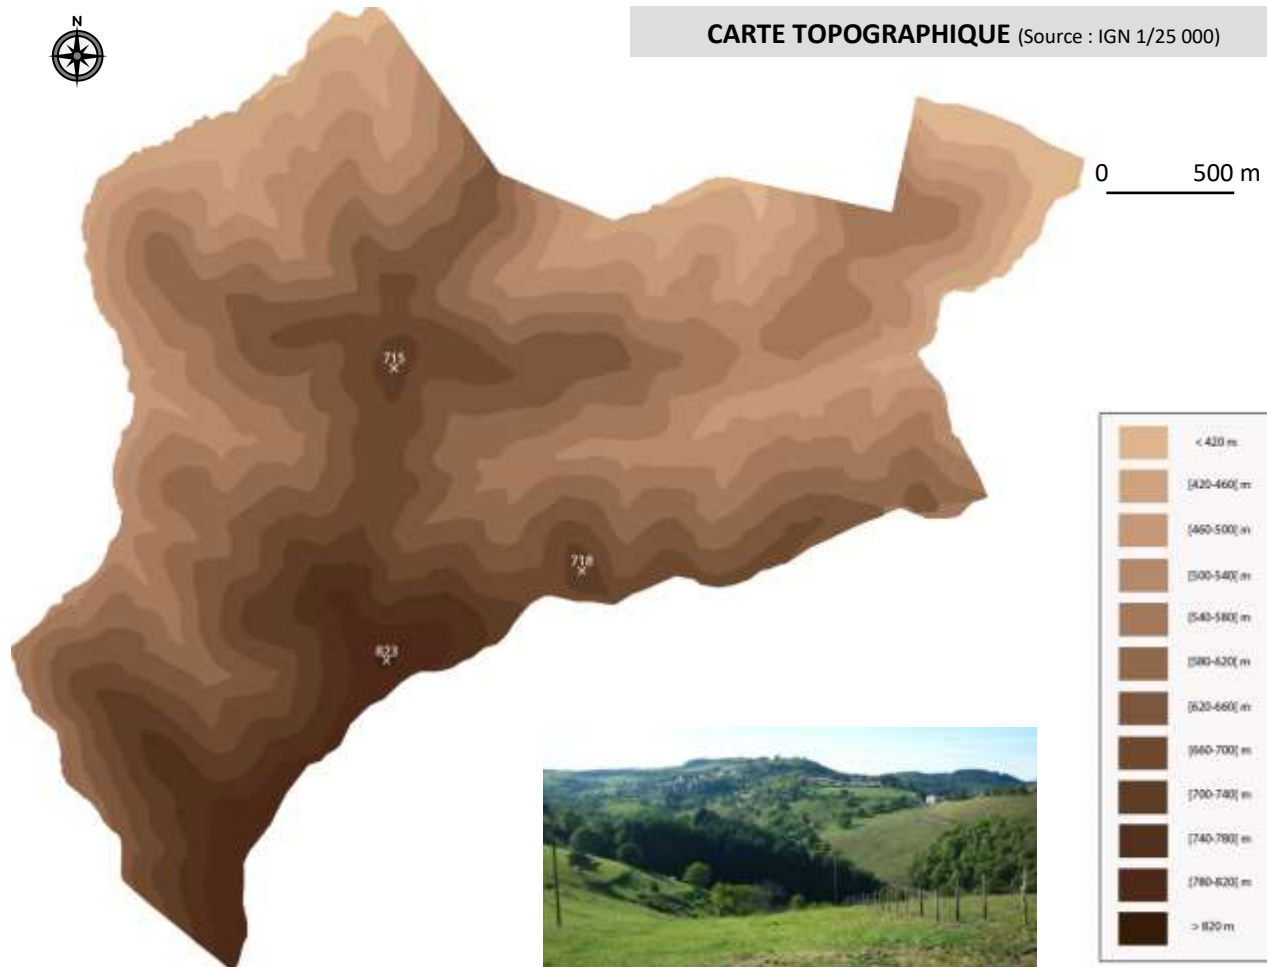 N
CARTE TOPOGRAPHIQUE (Source : IGN 1/25 000)
0 500 m
715
718
823
< 420 m
[420-460[ m
[460-500[ m
[500-540[ m
[540-580[ m
[580-620[ m
[620-660[ m
[660-700[ m
[700-740[ m
[740-780[ m
[780-820[ m
> 820 m